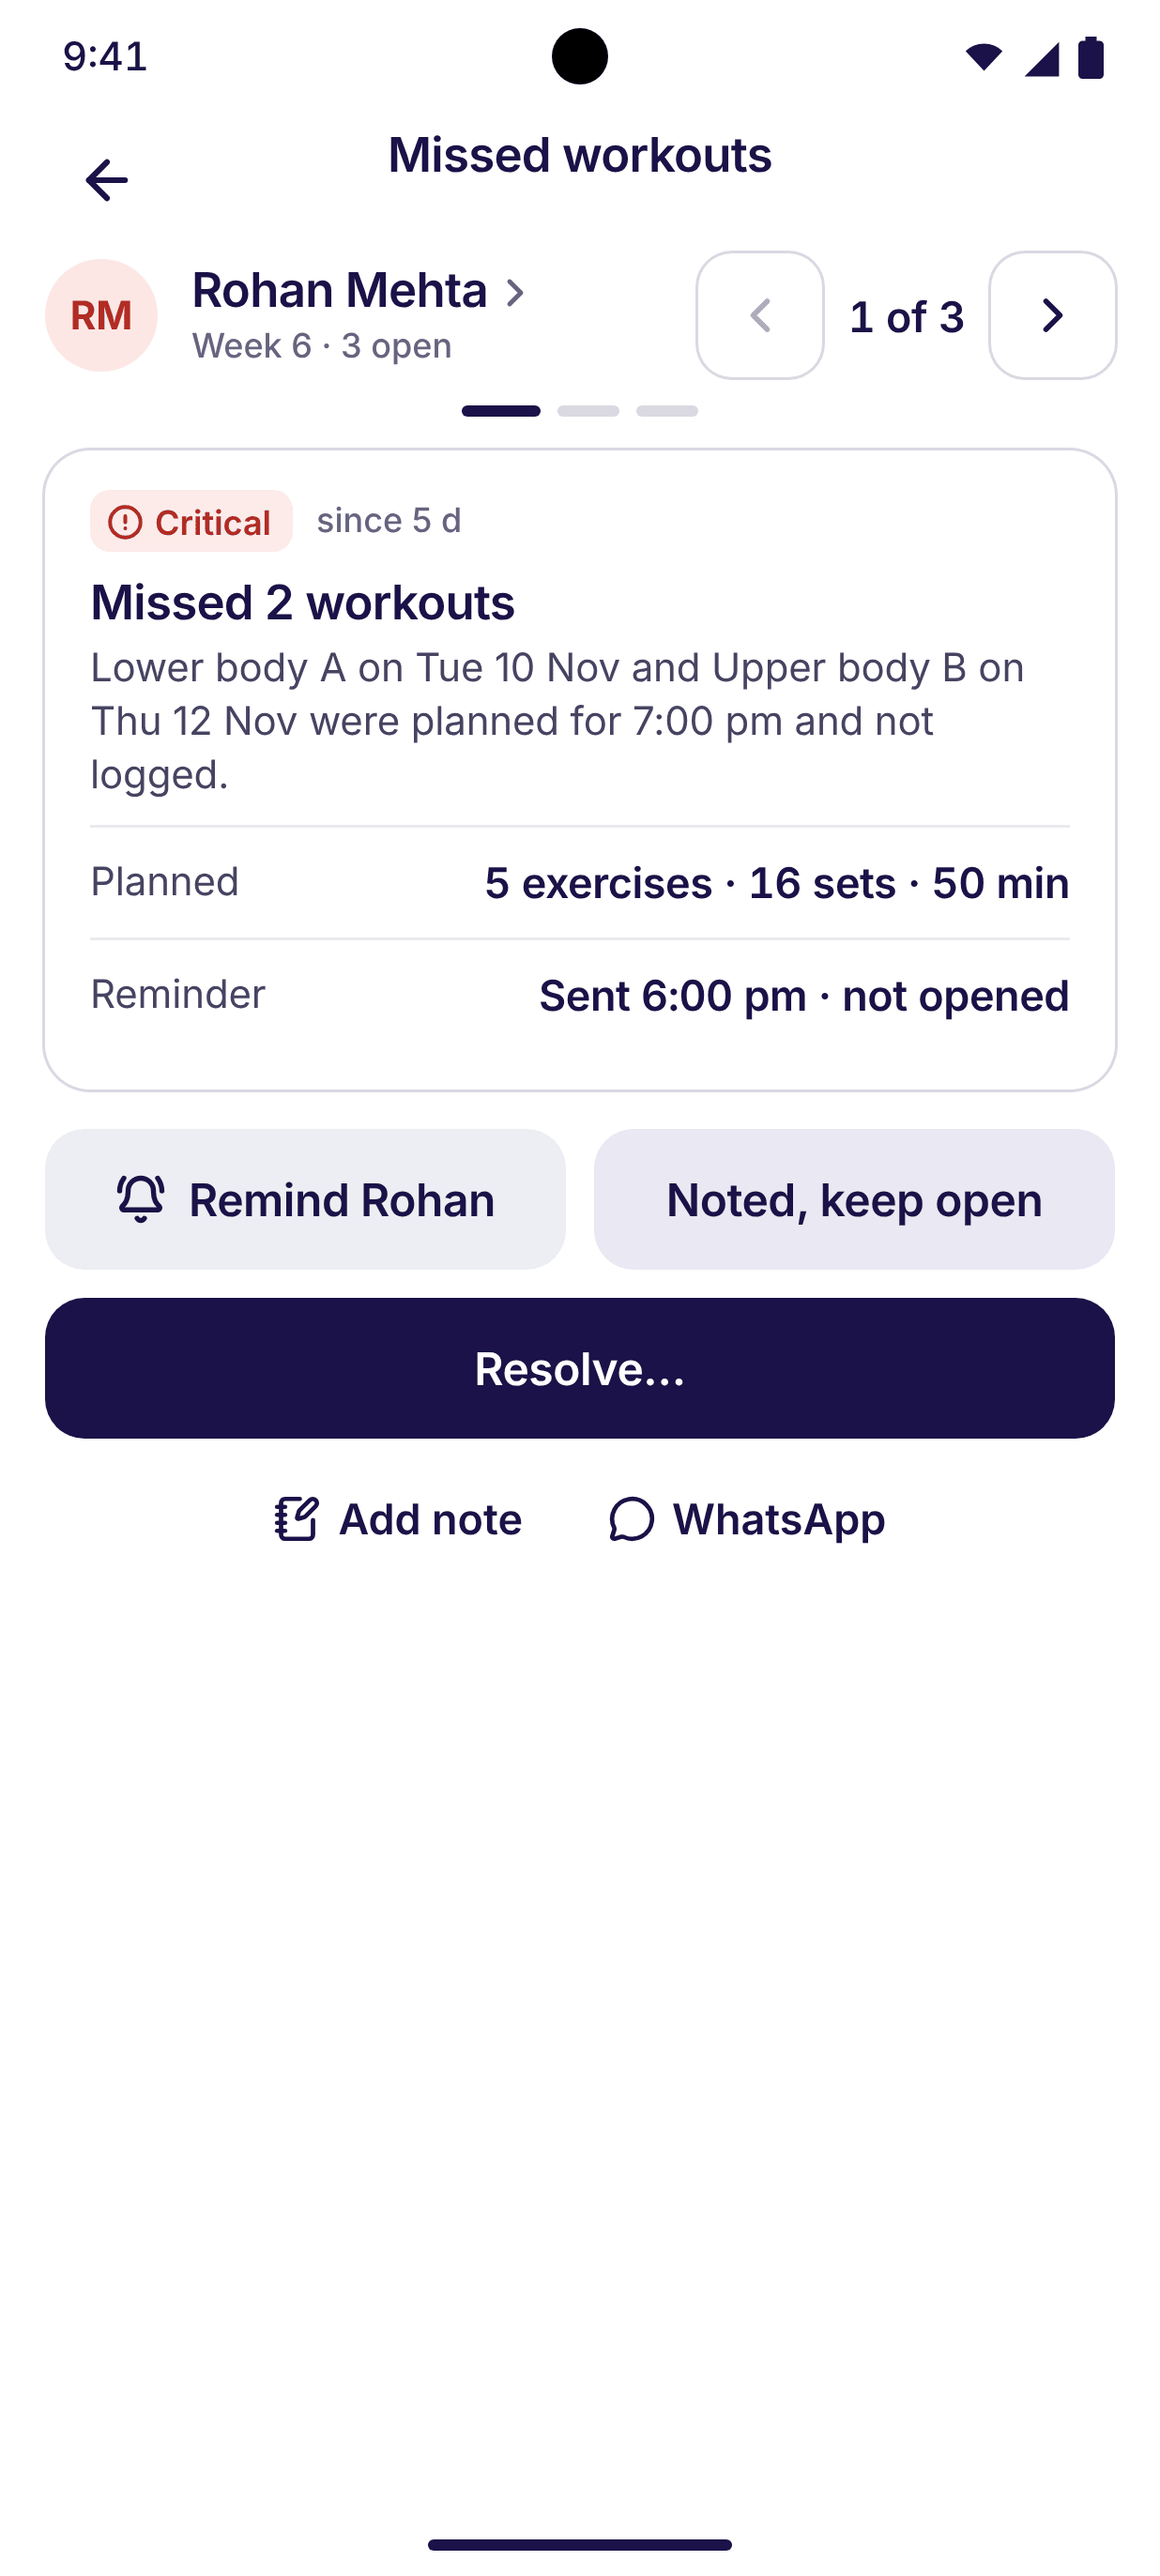 9:41
Missed workouts
RM
Rohan Mehta
Week 6 · 3 open
1 of 3
Critical
since 5 d
Missed 2 workouts
Lower body A on Tue 10 Nov and Upper body B on
Thu 12 Nov were planned for 7:00 pm and not
logged.
Planned
5 exercises · 16 sets · 50 min
Reminder
Sent 6:00 pm · not opened
Remind Rohan
Noted, keep open
Resolve...
Add note
WhatsApp